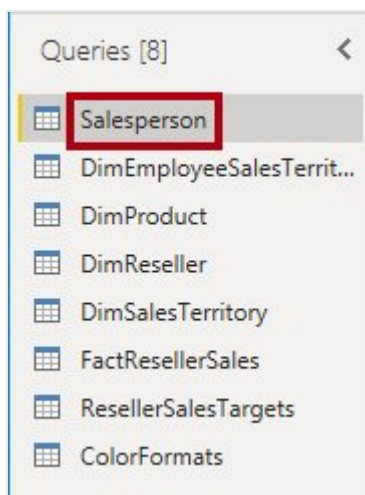 Queries [8]
Salesperson
DimEmployeeSalesTerrit...
DimProduct
DimReseller
DimSalesTerritory
FactResellerSales
ResellerSalesTargets
ColorFormats